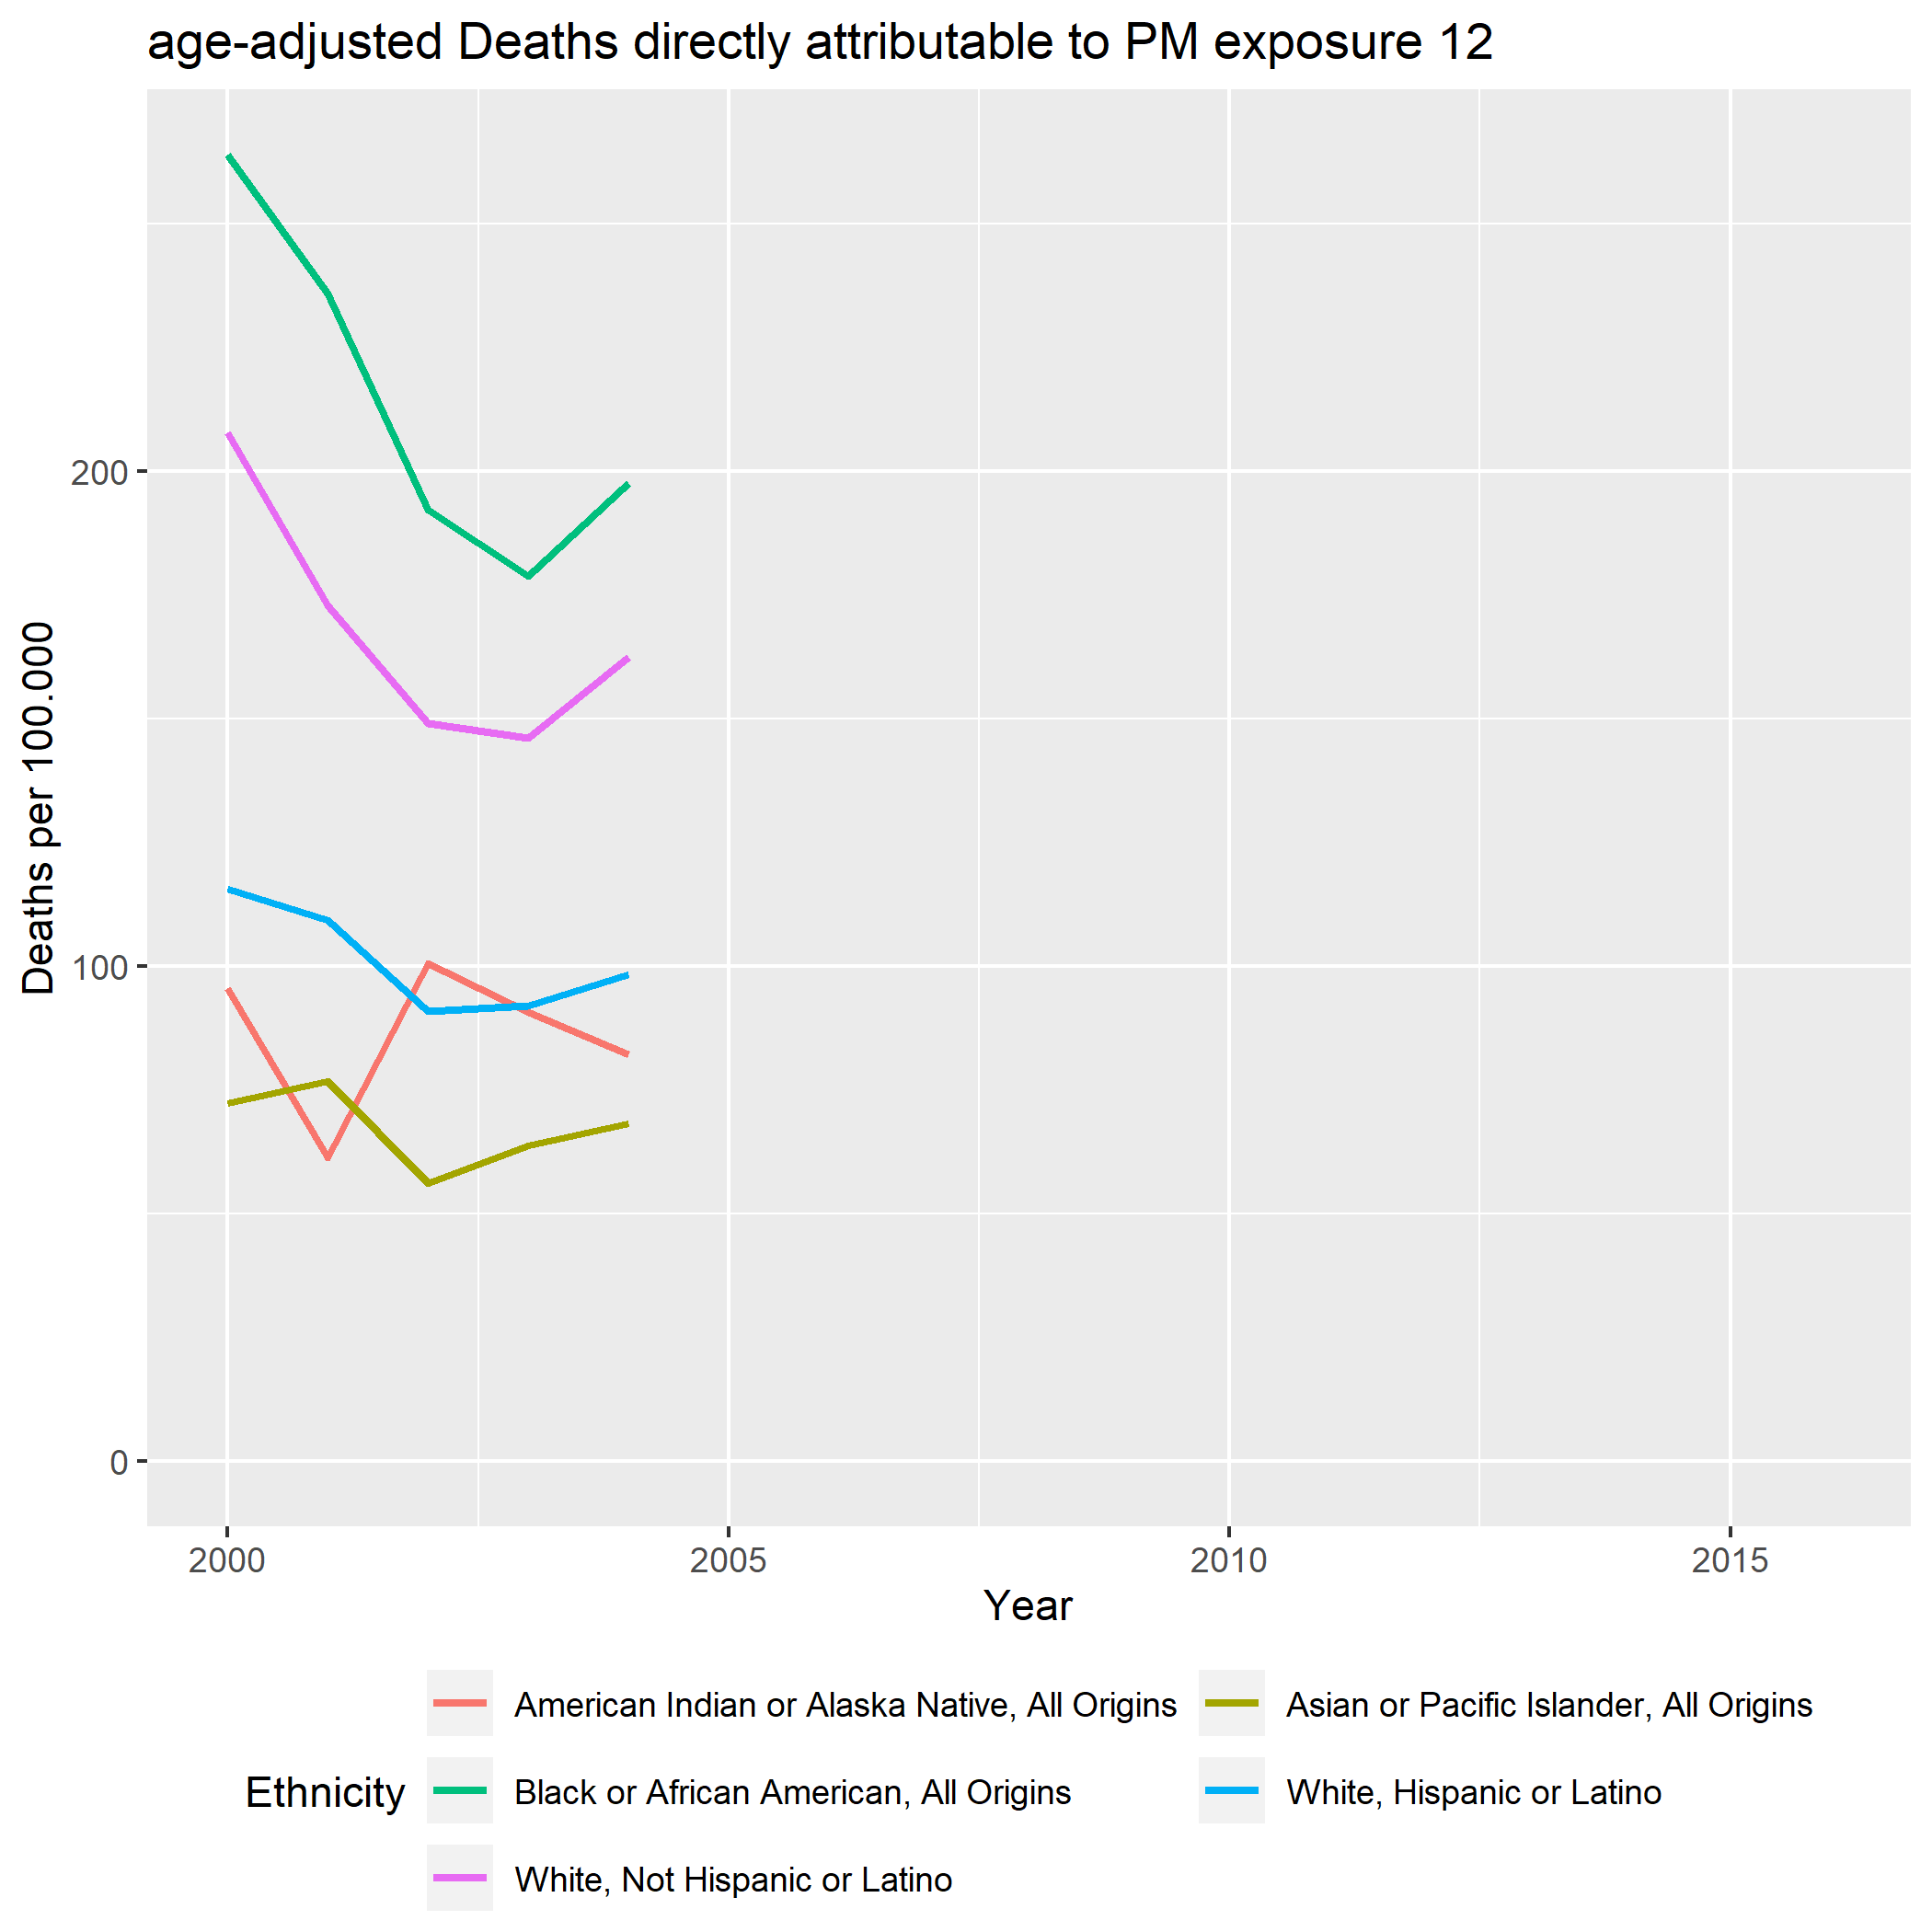 age-adjusted Deaths directly attributable to PM exposure 12
Deaths per 100.000
200
100
0
2000 2005 2010 2015
Year
Ethnicity
American Indian or Alaska Native, All Origins
Asian or Pacific Islander, All Origins
Black or African American, All Origins
White, Hispanic or Latino
White, Not Hispanic or Latino